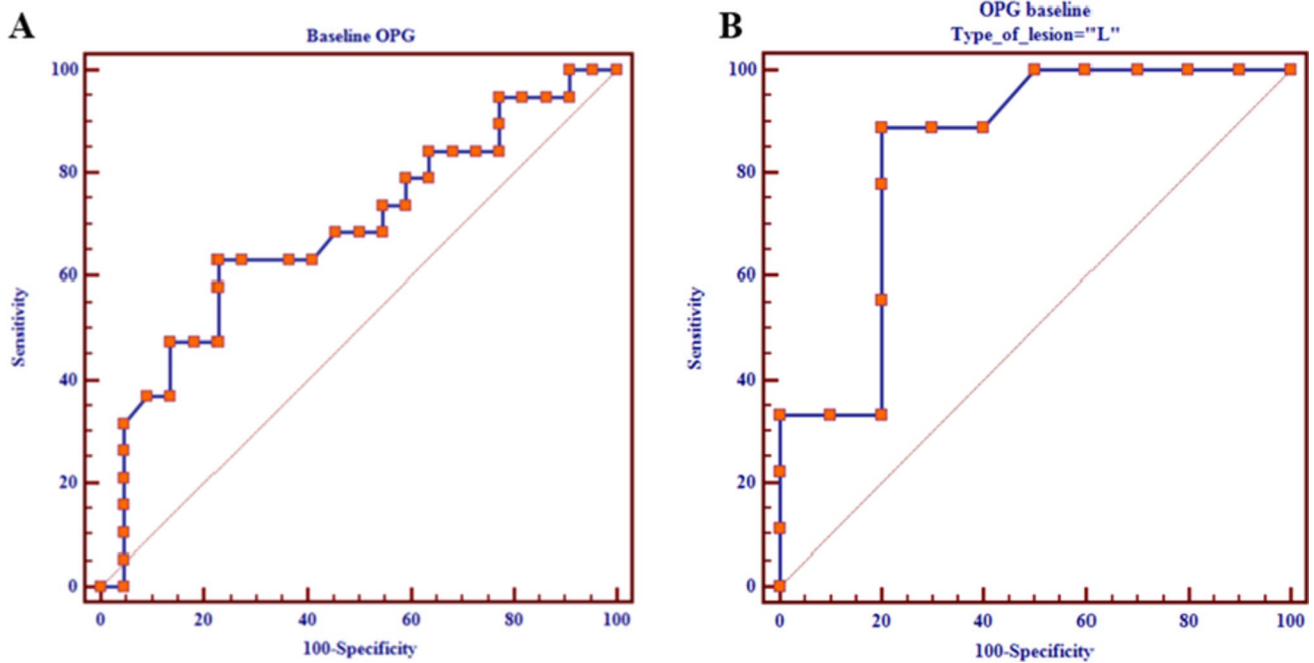 A
Baseline OPG
100
80
60
40
20
0
Sensitivity
0 20 40 60 80 100
100-Specificity
B
OPG baseline
Type_of_lesion="L"
100
80
60
40
20
0
Sensitivity
0 20 40 60 80 100
100-Specificity